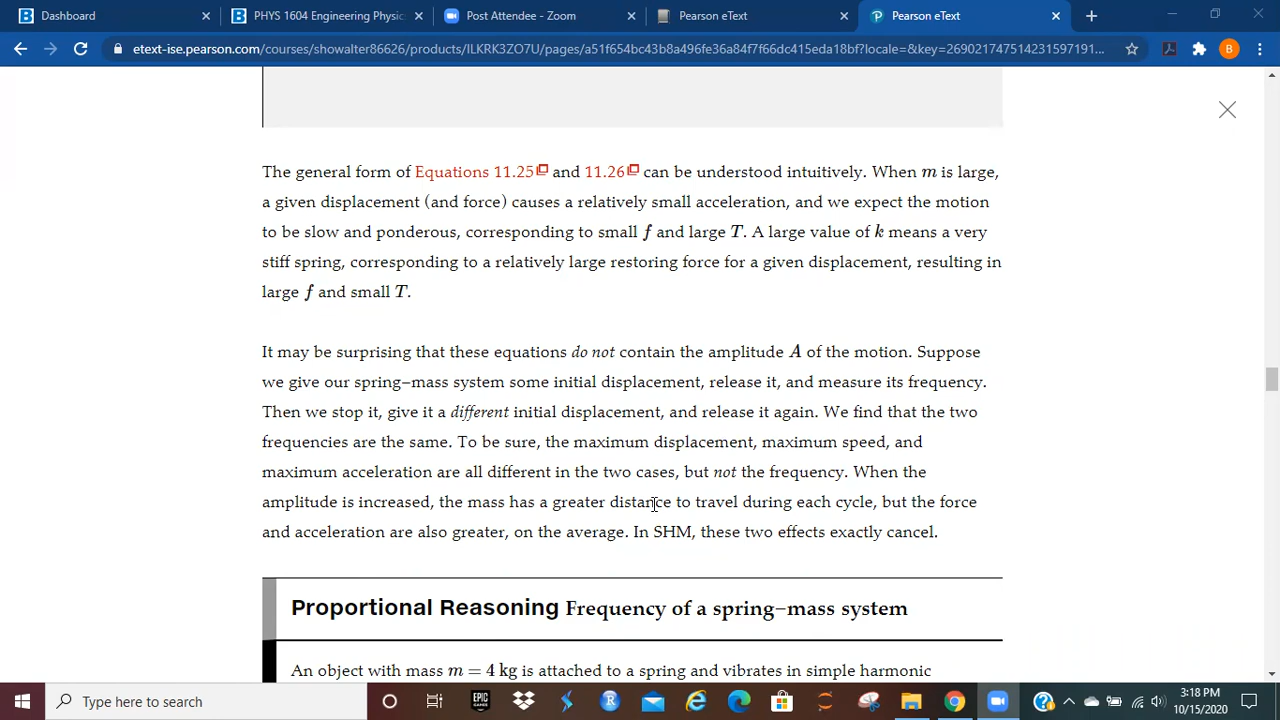 Dashboard
PHYS 1604 Engineering Physic
Post Attendee - Zoom
Pearson eText
Pearson eText
etext-ise.pearson.com/courses/showalter86626/products/ILKRK3ZO7U/pages/a51f654bc43b8a496fe36a84f7f66dc415eda18bf?locale=&key=269021747514231597191...
B
The general form of Equations 11.25 and 11.26 can be understood intuitively. When m is large,
a given displacement (and force) causes a relatively small acceleration, and we expect the motion
to be slow and ponderous, corresponding to small f and large T. A large value of k means a very
stiff spring, corresponding to a relatively large restoring force for a given displacement, resulting in
large f and small T.
It may be surprising that these equations do not contain the amplitude A of the motion. Suppose
we give our spring–mass system some initial displacement, release it, and measure its frequency.
Then we stop it, give it a different initial displacement, and release it again. We find that the two
frequencies are the same. To be sure, the maximum displacement, maximum speed, and
maximum acceleration are all different in the two cases, but not the frequency. When the
amplitude is increased, the mass has a greater distance to travel during each cycle, but the force
and acceleration are also greater, on the average. In SHM, these two effects exactly cancel.
Proportional Reasoning Frequency of a spring–mass system
An object with mass m = 4 kg is attached to a spring and vibrates in simple harmonic
Type here to search
EPIC GAMES
R
3:18 PM
10/15/2020